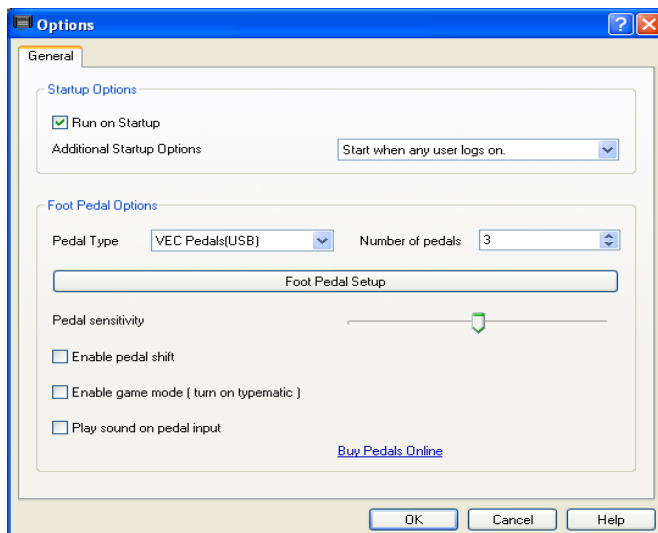 Options
General
Startup Options
Run on Startup
Additional Startup Options Start when any user logs on.
Foot Pedal Options
Pedal Type VEC Pedals(USB) Number of pedals 3
Foot Pedal Setup
Pedal sensitivity
Enable pedal shift
Enable game mode ( turn on typematic )
Play sound on pedal input
Buy Pedals Online
OK Cancel Help